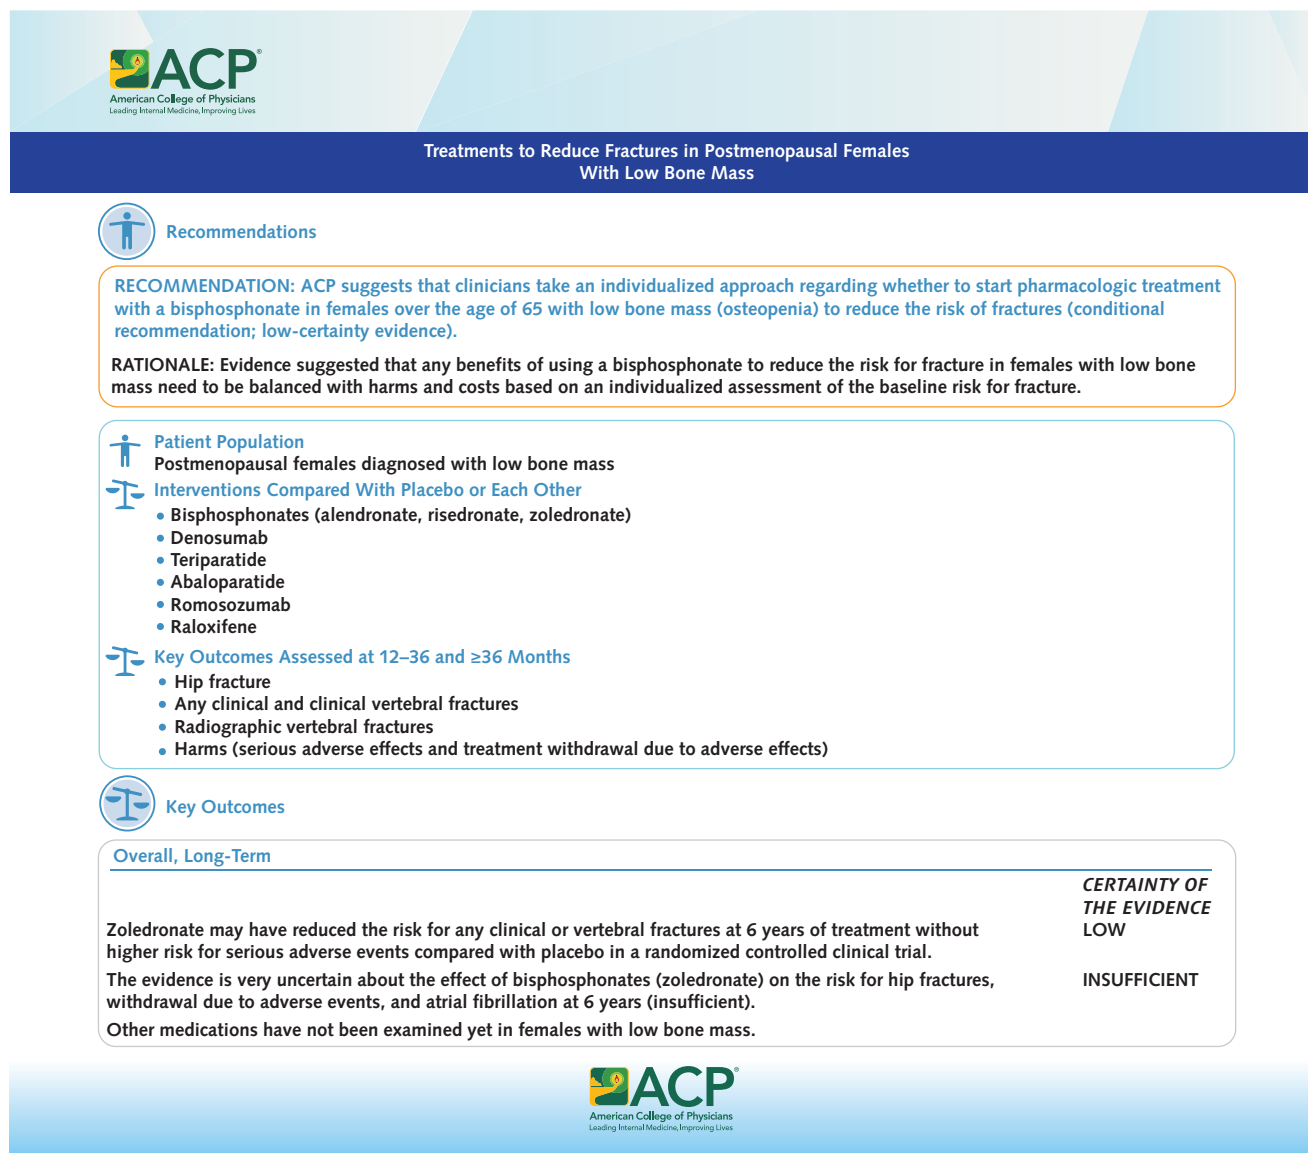 ACP®
American College of Physicians
Leading Internal Medicine, Improving Lives
Treatments to Reduce Fractures in Postmenopausal Females
With Low Bone Mass
Recommendations
RECOMMENDATION: ACP suggests that clinicians take an individualized approach regarding whether to start pharmacologic treatment
with a bisphosphonate in females over the age of 65 with low bone mass (osteopenia) to reduce the risk of fractures (conditional
recommendation; low-certainty evidence).
RATIONALE: Evidence suggested that any benefits of using a bisphosphonate to reduce the risk for fracture in females with low bone
mass need to be balanced with harms and costs based on an individualized assessment of the baseline risk for fracture.
Patient Population
Postmenopausal females diagnosed with low bone mass
Interventions Compared With Placebo or Each Other
• Bisphosphonates (alendronate, risedronate, zoledronate)
• Denosumab
• Teriparatide
• Abaloparatide
• Romosozumab
• Raloxifene
Key Outcomes Assessed at 12–36 and ≥36 Months
• Hip fracture
• Any clinical and clinical vertebral fractures
• Radiographic vertebral fractures
• Harms (serious adverse effects and treatment withdrawal due to adverse effects)
Key Outcomes
Overall, Long-Term
CERTAINTY OF
THE EVIDENCE
Zoledronate may have reduced the risk for any clinical or vertebral fractures at 6 years of treatment without LOW
higher risk for serious adverse events compared with placebo in a randomized controlled clinical trial.
The evidence is very uncertain about the effect of bisphosphonates (zoledronate) on the risk for hip fractures, INSUFFICIENT
withdrawal due to adverse events, and atrial fibrillation at 6 years (insufficient).
Other medications have not been examined yet in females with low bone mass.
ACP®
American College of Physicians
Leading Internal Medicine, Improving Lives